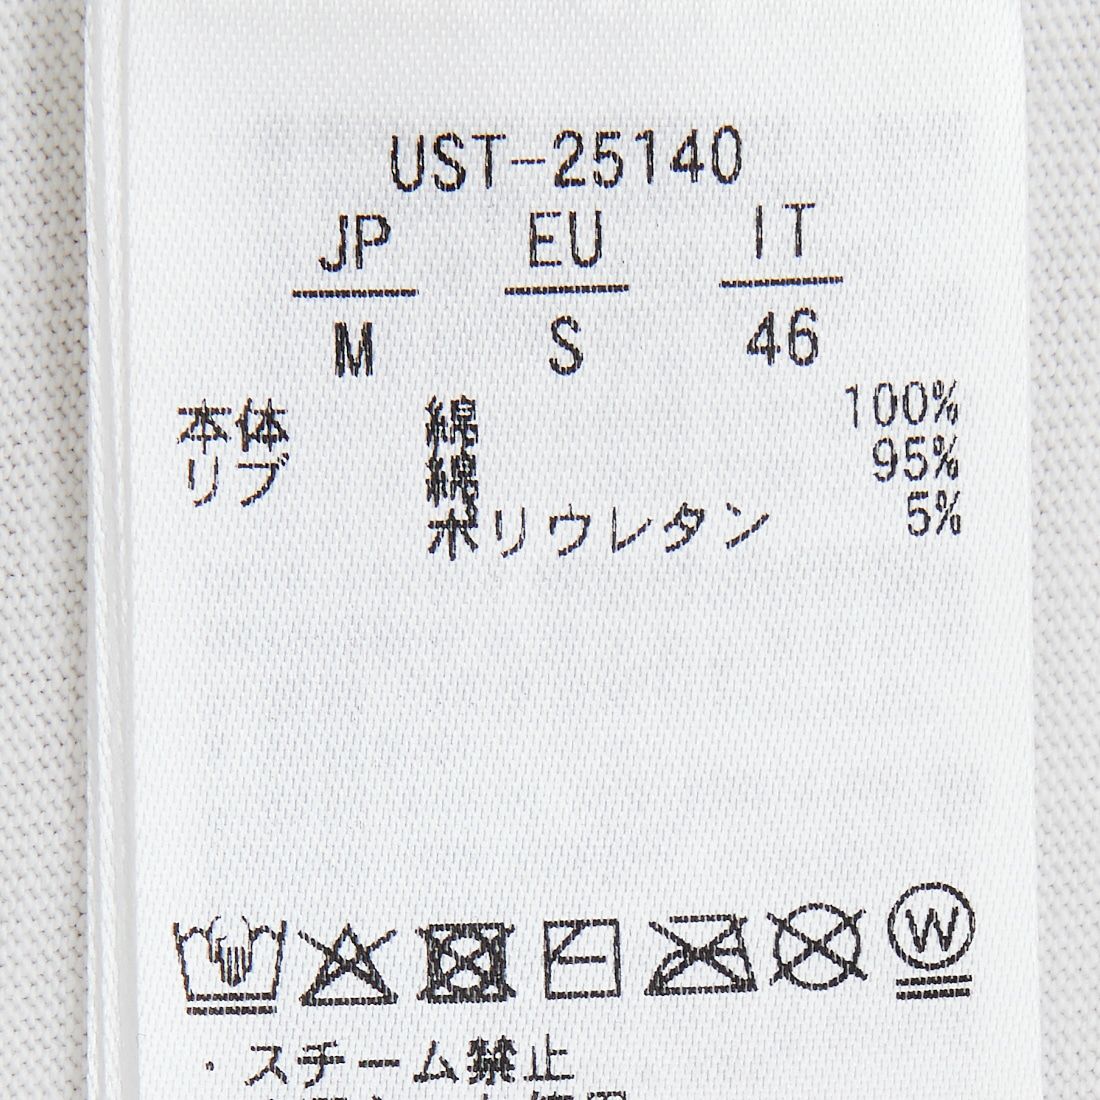 UST-25140
JP EU IT
M S 46
本体 綿 100%
リブ 綿 95%
ポリウレタン 5%
W
・スチーム禁止